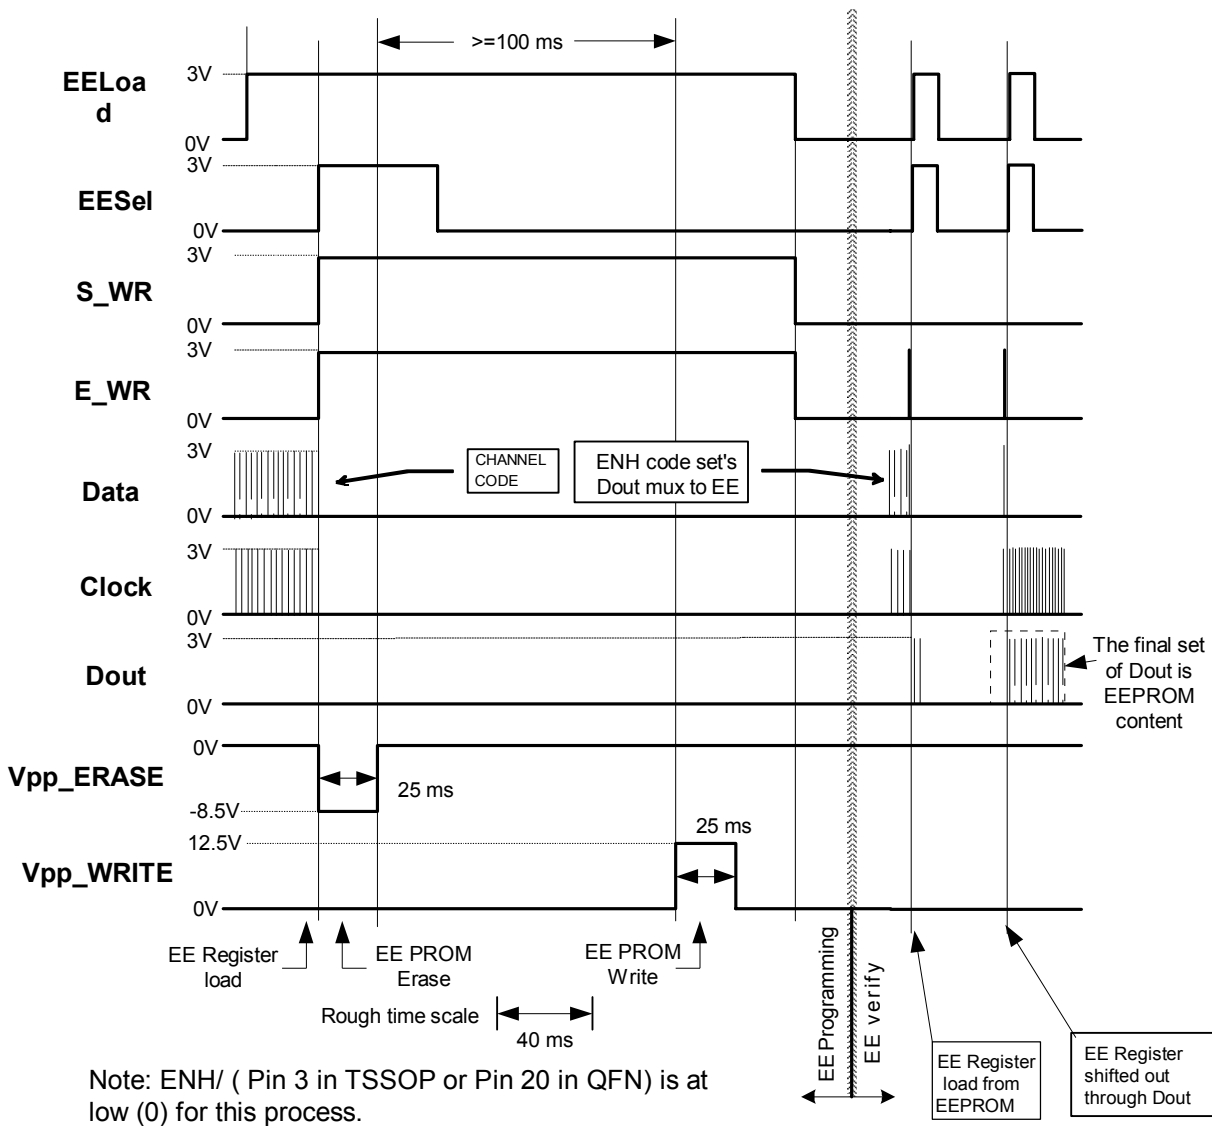 >=100 ms
EELoa
d
3V
0V
EESel
3V
0V
S_WR
3V
0V
E_WR
3V
0V
Data
3V
0V
CHANNEL
CODE
ENH code set's
Dout mux to EE
Clock
3V
0V
Dout
3V
0V
The final set
of Dout is
EEPROM
content
Vpp_ERASE
0V
-8.5V
25 ms
Vpp_WRITE
12.5V
0V
25 ms
EE Register
load
EE PROM
Erase
EE PROM
Write
Rough time scale
40 ms
EE Programming
EE verify
EE Register
load from
EEPROM
EE Register
shifted out
through Dout
Note: ENH/ ( Pin 3 in TSSOP or Pin 20 in QFN) is at
low (0) for this process.